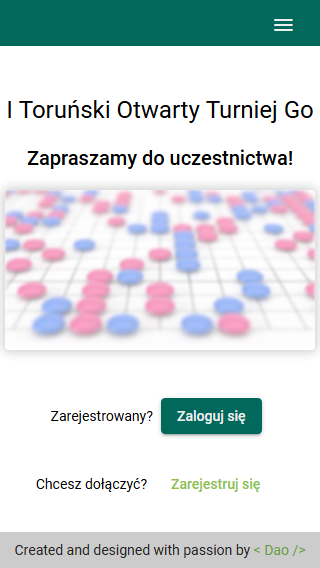 I Toruński Otwarty Turniej Go
Zapraszamy do uczestnictwa!
Zarejestrowany? Zaloguj się
Chcesz dołączyć? Zarejestruj się
Created and designed with passion by < Dao />